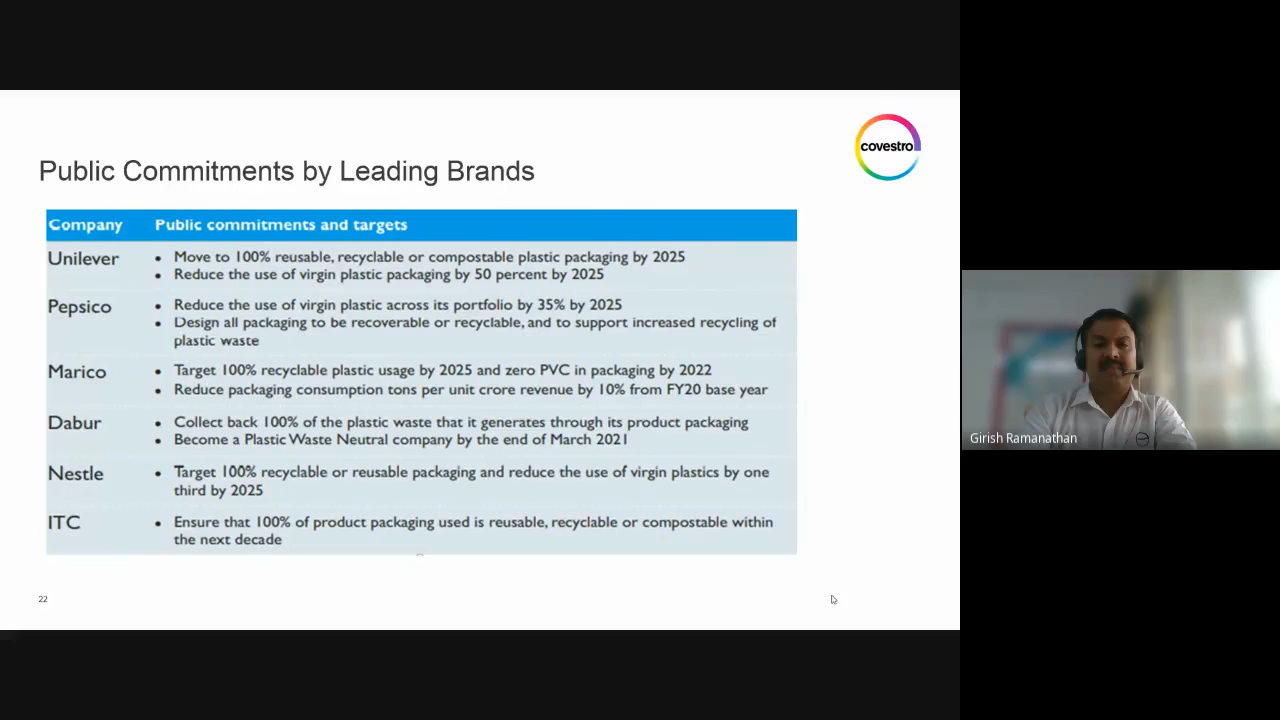 covestro
Public Commitments by Leading Brands
Company Public commitments and targets
Unilever
• Move to 100% reusable, recyclable or compostable plastic packaging by 2025
• Reduce the use of virgin plastic packaging by 50 percent by 2025
Pepsico
• Reduce the use of virgin plastic across its portfolio by 35% by 2025
• Design all packaging to be recoverable or recyclable, and to support increased recycling of
plastic waste
Marico
• Target 100% recyclable plastic usage by 2025 and zero PVC in packaging by 2022
• Reduce packaging consumption tons per unit crore revenue by 10% from FY20 base year
Dabur
• Collect back 100% of the plastic waste that it generates through its product packaging
• Become a Plastic Waste Neutral company by the end of March 2021
Nestle
• Target 100% recyclable or reusable packaging and reduce the use of virgin plastics by one
third by 2025
ITC
• Ensure that 100% of product packaging used is reusable, recyclable or compostable within
the next decade
22
Girish Ramanathan